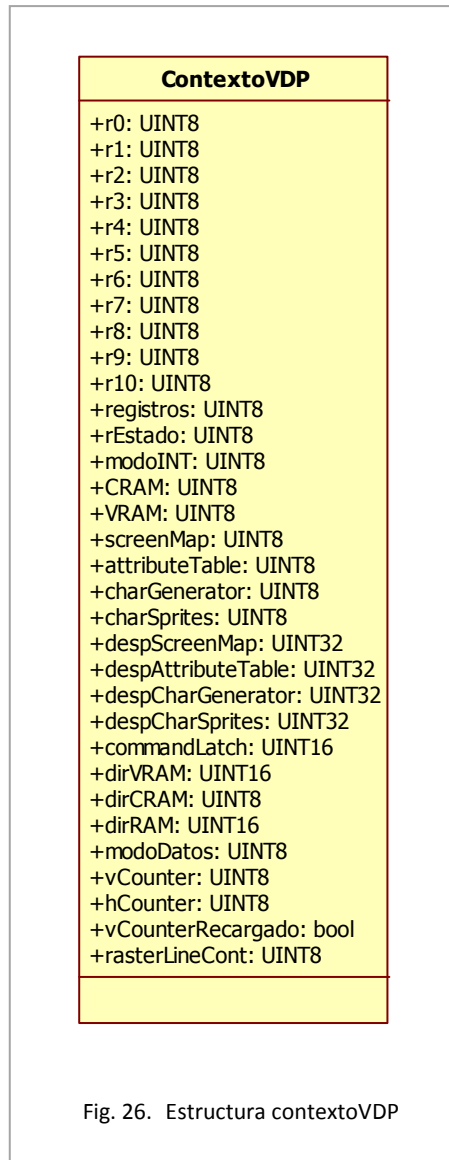 ContextoVDP
+r0: UINT8
+r1: UINT8
+r2: UINT8
+r3: UINT8
+r4: UINT8
+r5: UINT8
+r6: UINT8
+r7: UINT8
+r8: UINT8
+r9: UINT8
+r10: UINT8
+registros: UINT8
+rEstado: UINT8
+modoINT: UINT8
+CRAM: UINT8
+VRAM: UINT8
+screenMap: UINT8
+attributeTable: UINT8
+charGenerator: UINT8
+charSprites: UINT8
+despScreenMap: UINT32
+despAttributeTable: UINT32
+despCharGenerator: UINT32
+despCharSprites: UINT32
+commandLatch: UINT16
+dirVRAM: UINT16
+dirCRAM: UINT8
+dirRAM: UINT16
+modoDatos: UINT8
+vCounter: UINT8
+hCounter: UINT8
+vCounterRecargado: bool
+rasterLineCont: UINT8
Fig. 26. Estructura contextoVDP